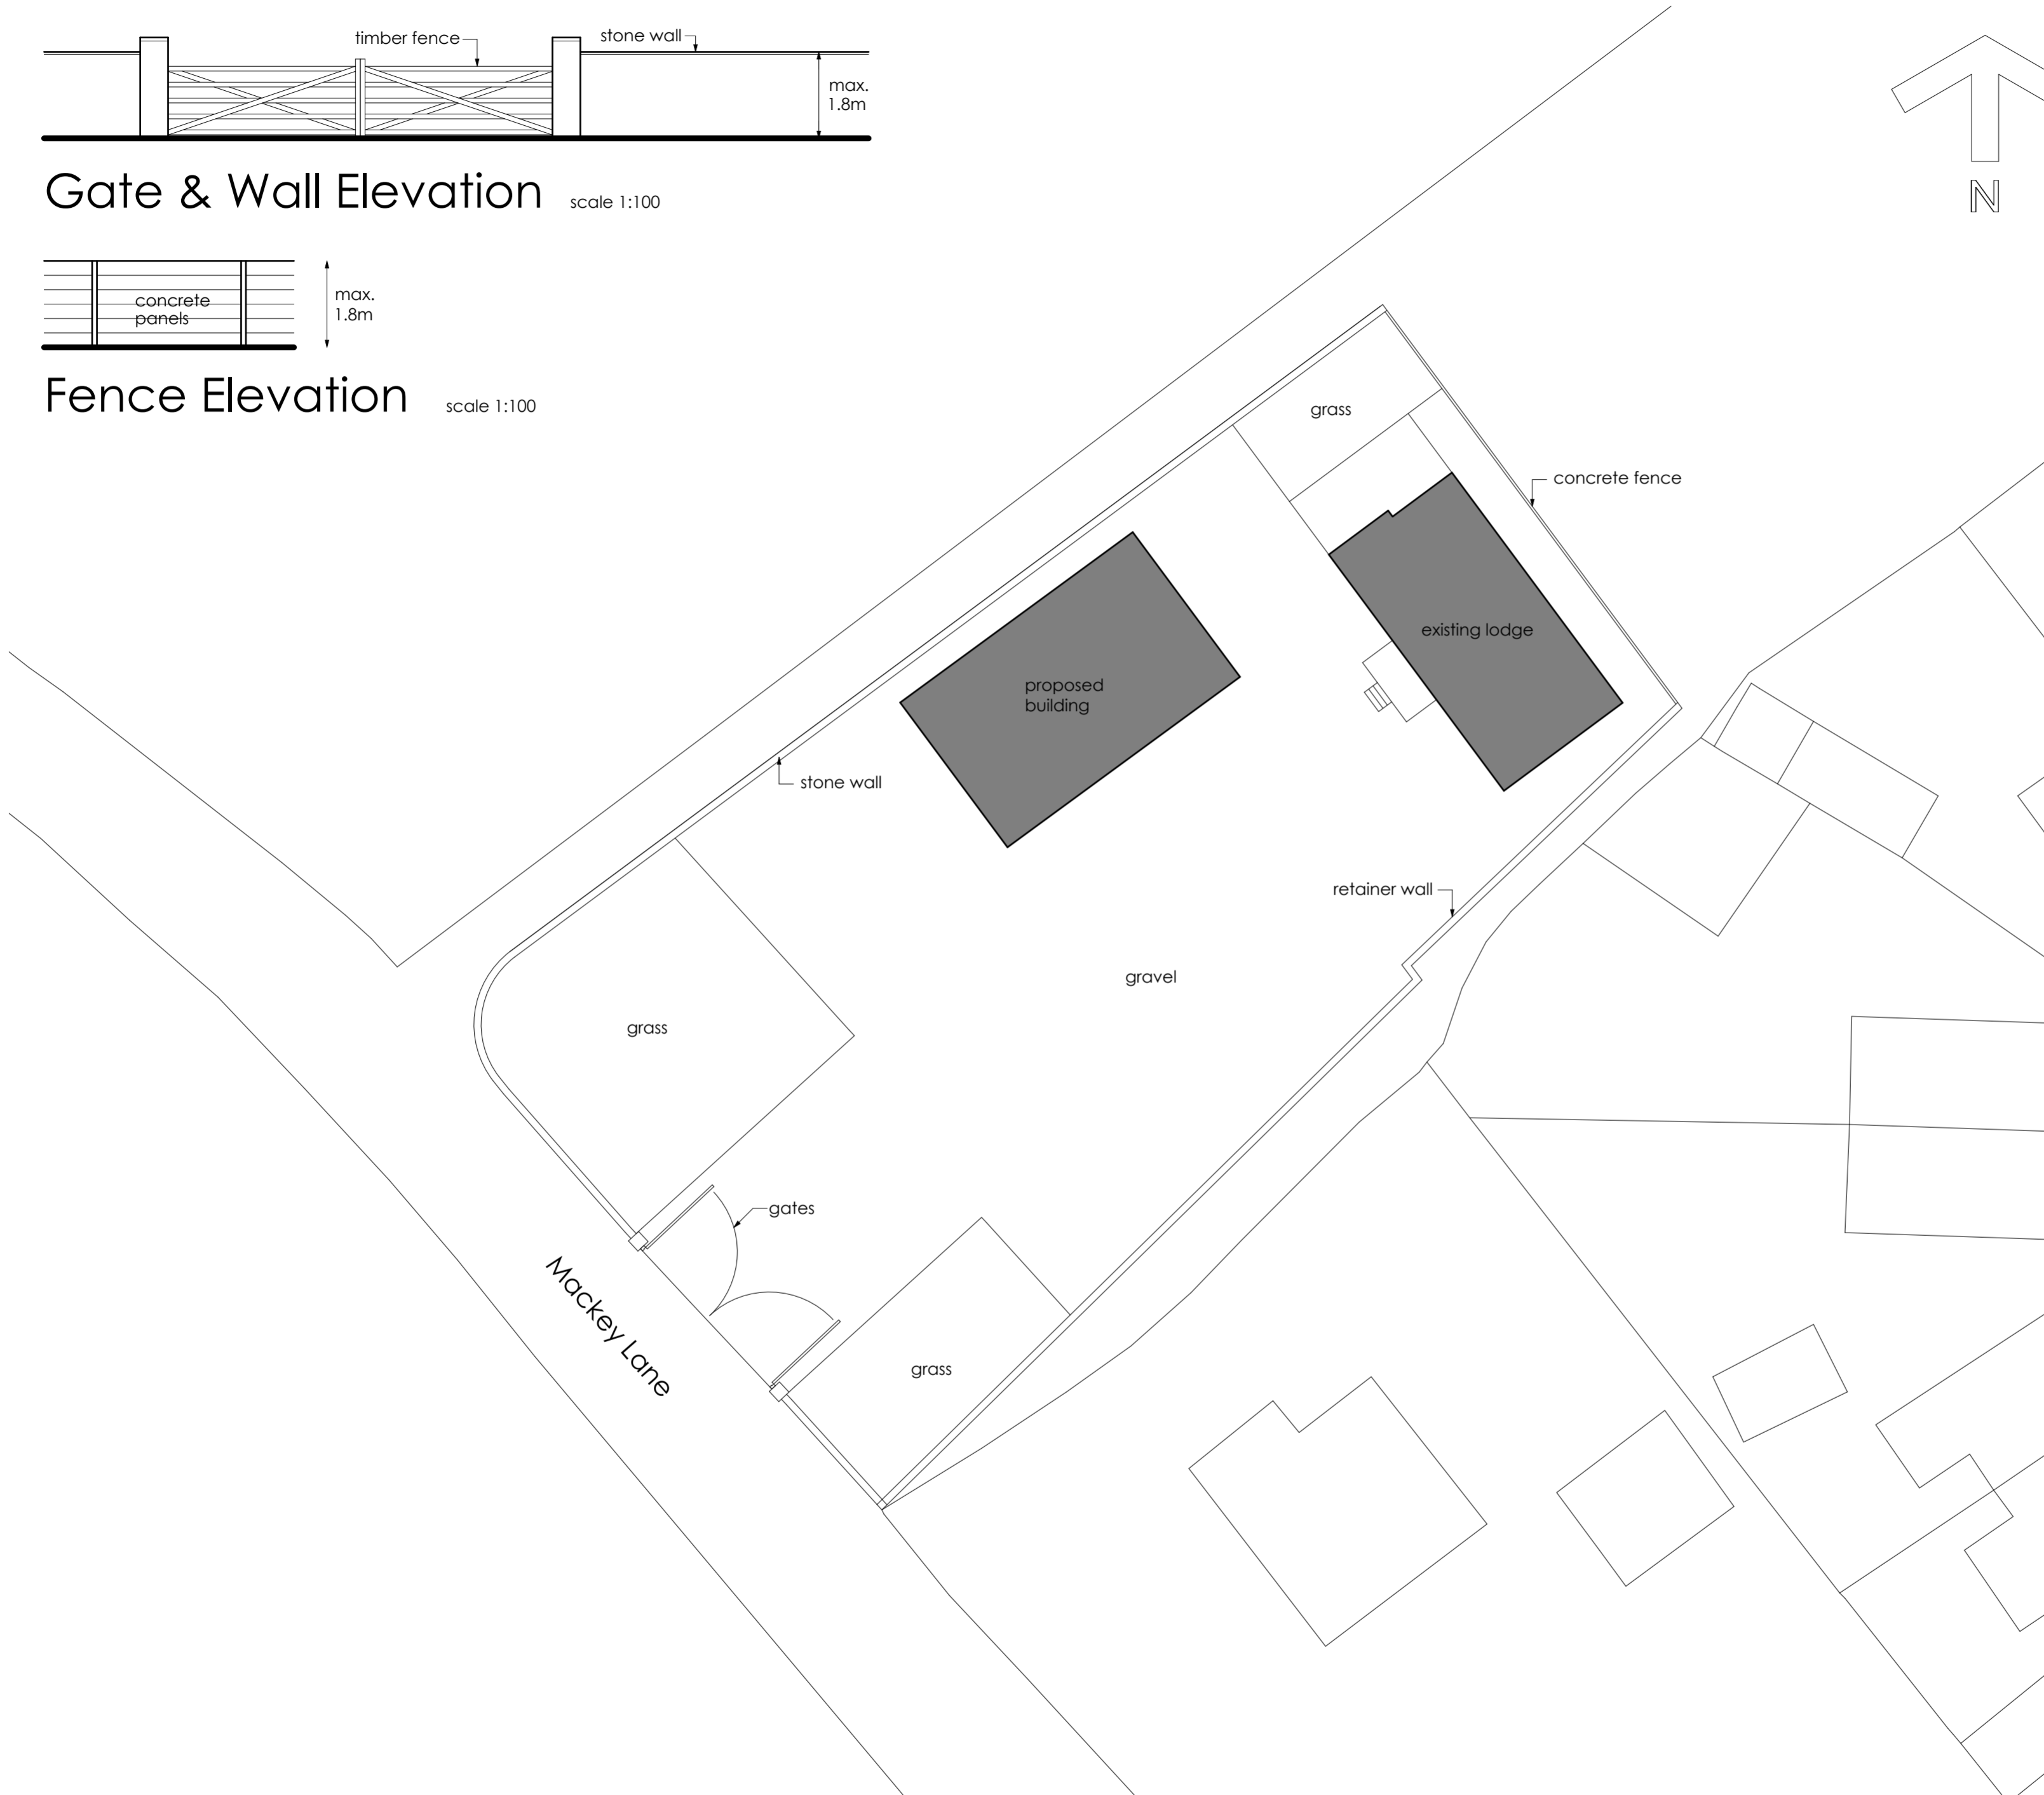 timber fence
stone wall
max.
1.8m
Gate & Wall Elevation scale 1:100
concrete
panels
max.
1.8m
Fence Elevation scale 1:100
N
grass
concrete fence
existing lodge
proposed
building
stone wall
retainer wall
gravel
grass
gates
Mackey Lane
grass